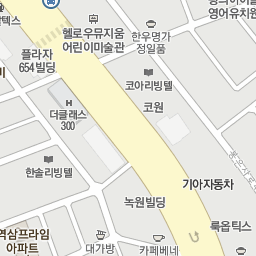 헬로우뮤지움
어린이미술관
플라자
654빌딩
한우명가
정일품
영어유치원
코아리빙텔
코원
더클래스
300
한솔리빙텔
기아자동차
녹원빌딩
룩옵틱스
역삼프라임
아파트
대가방
카페베네